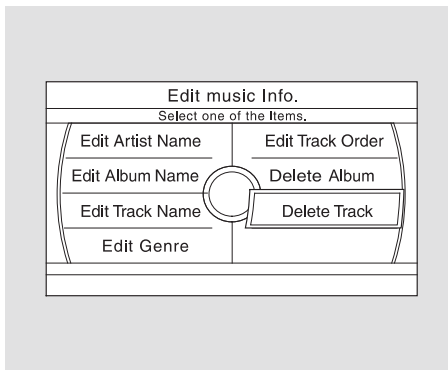 Edit music Info.
Select one of the Items.
Edit Artist Name
Edit Album Name
Edit Track Name
Edit Genre
Edit Track Order
Delete Album
Delete Track